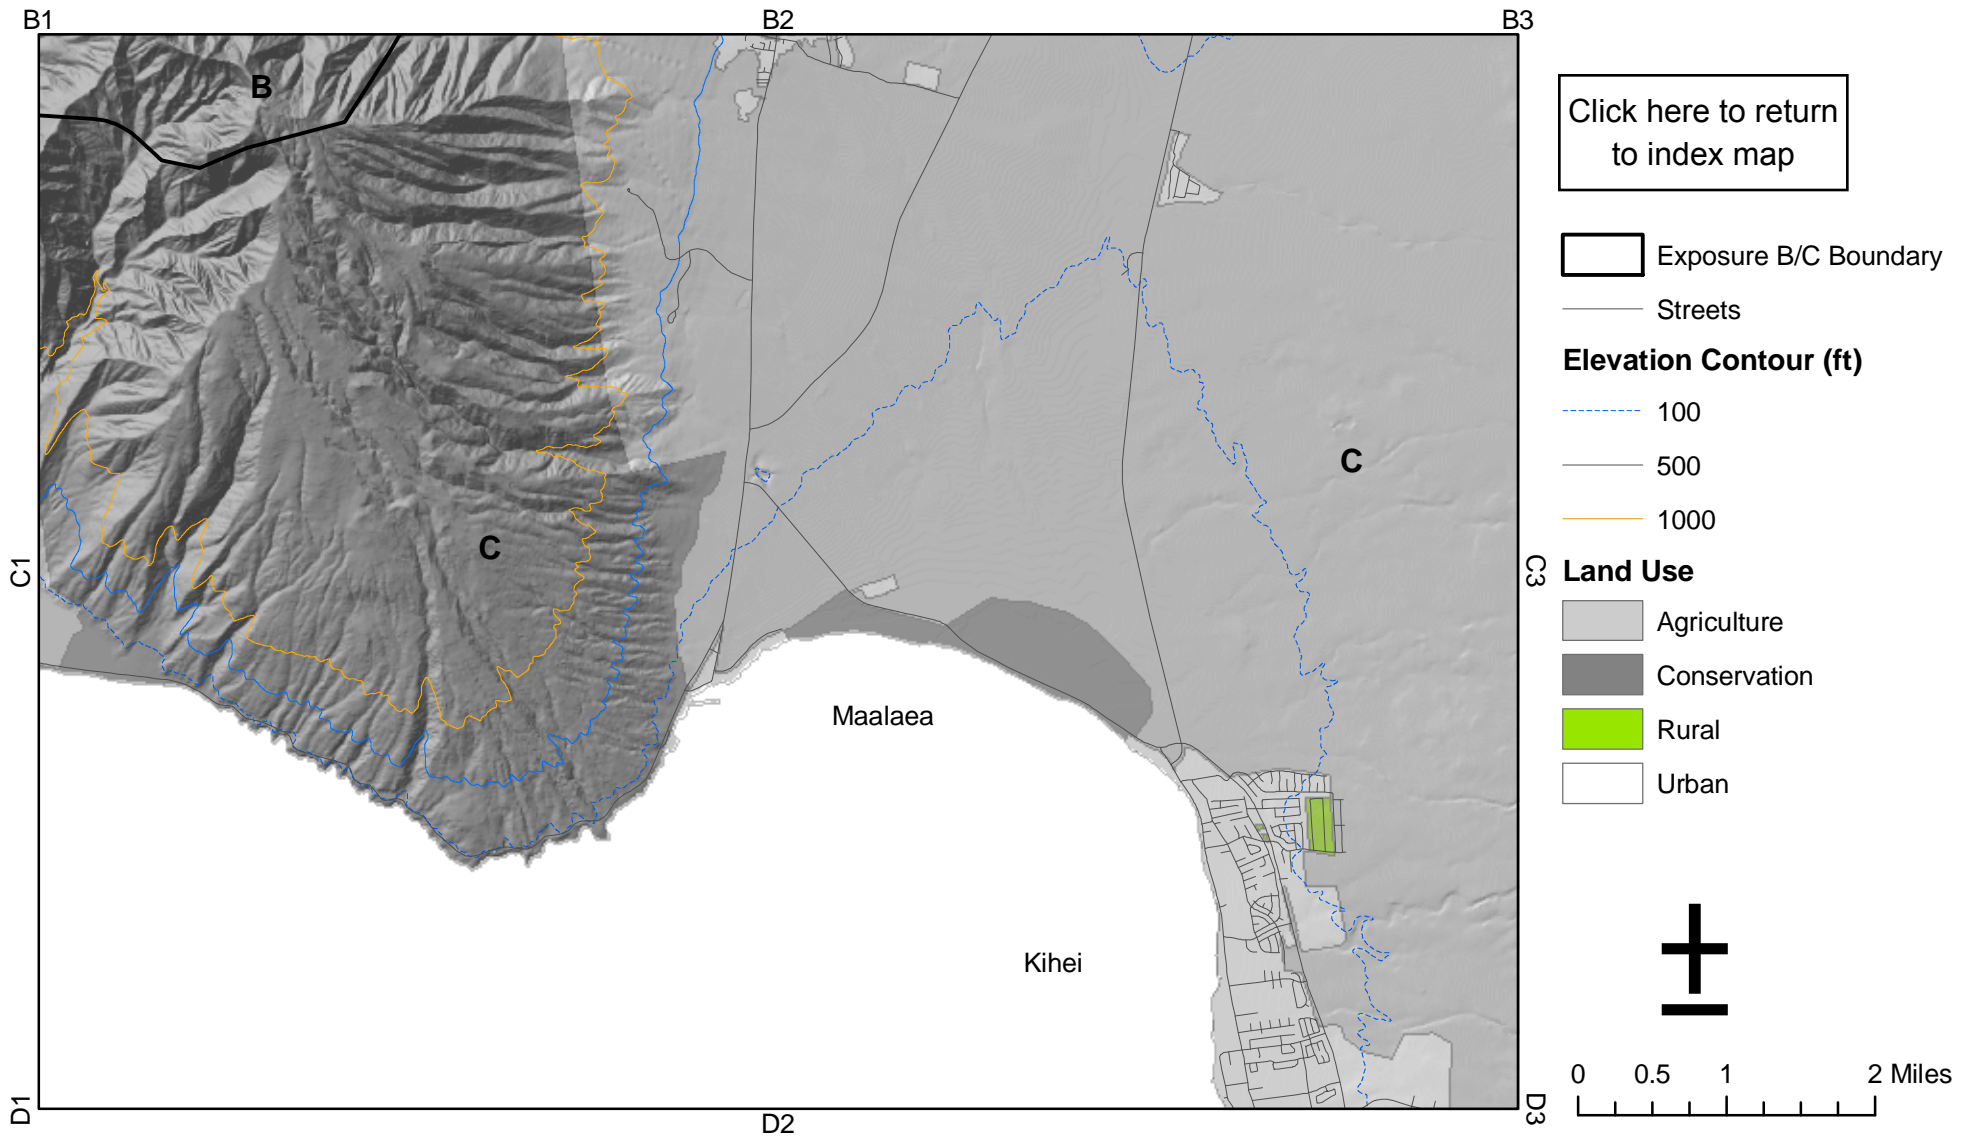 B1
B2
B3
B
C
C
C1
C3
Maalaea
Kihei
D1
D2
D3
Click here to return
to index map
Exposure B/C Boundary
Streets
Elevation Contour (ft)
100
500
1000
Land Use
Agriculture
Conservation
Rural
Urban
±
0 0.5 1 2 Miles